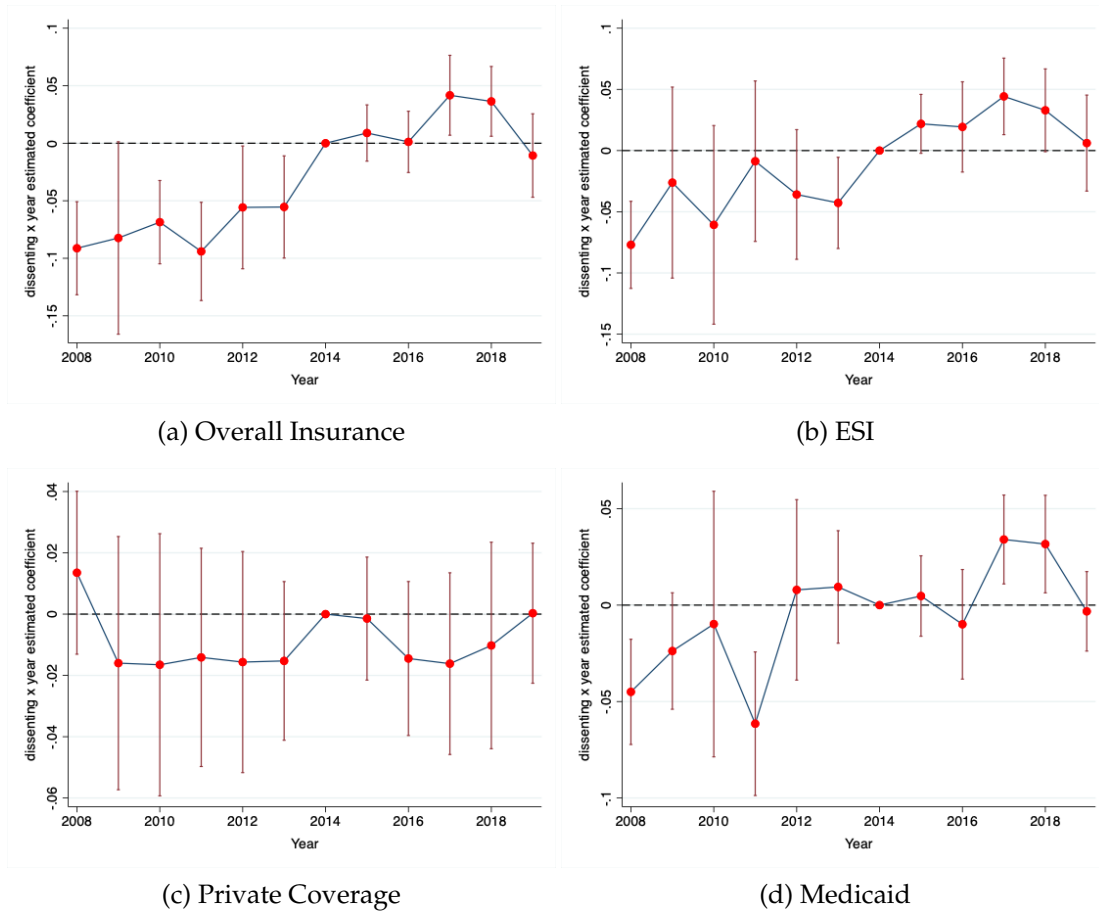 dissenting x year estimated coefficient
.1
.05
0
-.05
-.1
-.15
2008 2010 2012 2014 2016 2018
Year
(a) Overall Insurance
dissenting x year estimated coefficient
.1
.05
0
-.05
-.1
-.15
2008 2010 2012 2014 2016 2018
Year
(b) ESI
dissenting x year estimated coefficient
.04
.02
0
-.02
-.04
-.06
2008 2010 2012 2014 2016 2018
Year
(c) Private Coverage
dissenting x year estimated coefficient
.05
0
-.05
-.1
2008 2010 2012 2014 2016 2018
Year
(d) Medicaid